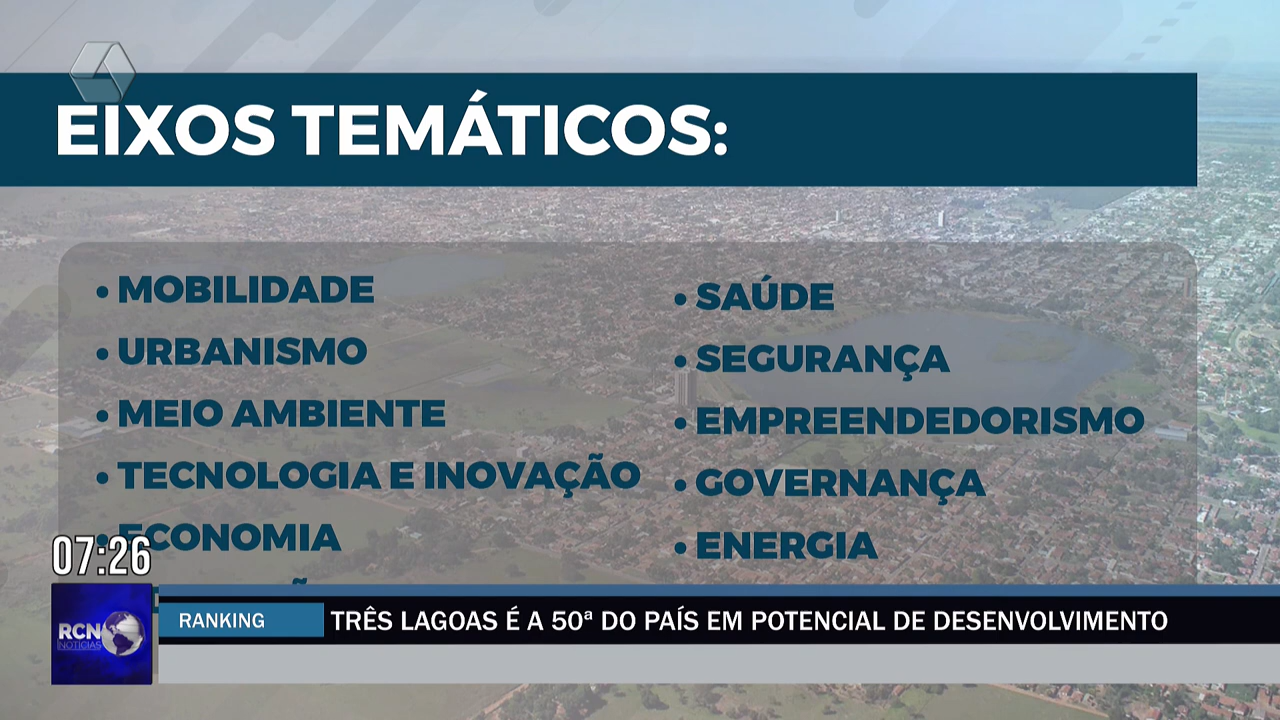 EIXOS TEMÁTICOS:
• MOBILIDADE
• URBANISMO
• MEIO AMBIENTE
• TECNOLOGIA E INOVAÇÃO
• ECONOMIA
• SAÚDE
• SEGURANÇA
• EMPREENDEDORISMO
• GOVERNANÇA
• ENERGIA
07:26
RCN
NOTÍCIAS
RANKING
TRÊS LAGOAS É A 50ª DO PAÍS EM POTENCIAL DE DESENVOLVIMENTO